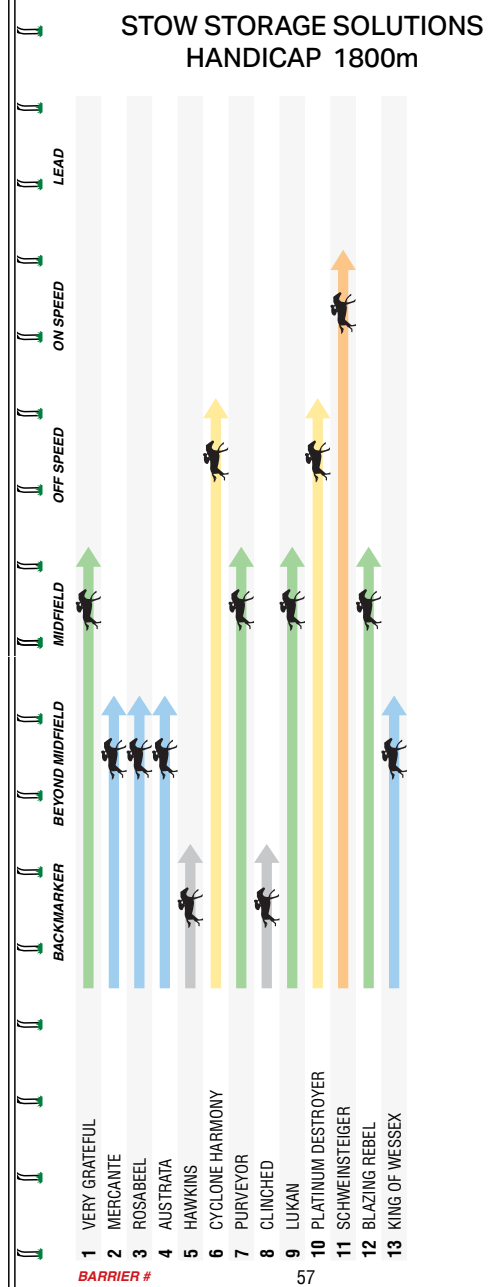 STOW STORAGE SOLUTIONS
HANDICAP 1800m
LEAD
ON SPEED
OFF SPEED
MIDFIELD
BEYOND MIDFIELD
BACKMARKER
1 VERY GRATEFUL
2 MERCANTE
3 ROSABEEL
4 AUSTRATA
5 HAWKINS
6 CYCLONE HARMONY
7 PURVEYOR
8 CLINCHED
9 LUKAN
10 PLATINUM DESTROYER
11 SCHWEINSTEIGER
12 BLAZING REBEL
13 KING OF WESSEX
BARRIER #
57